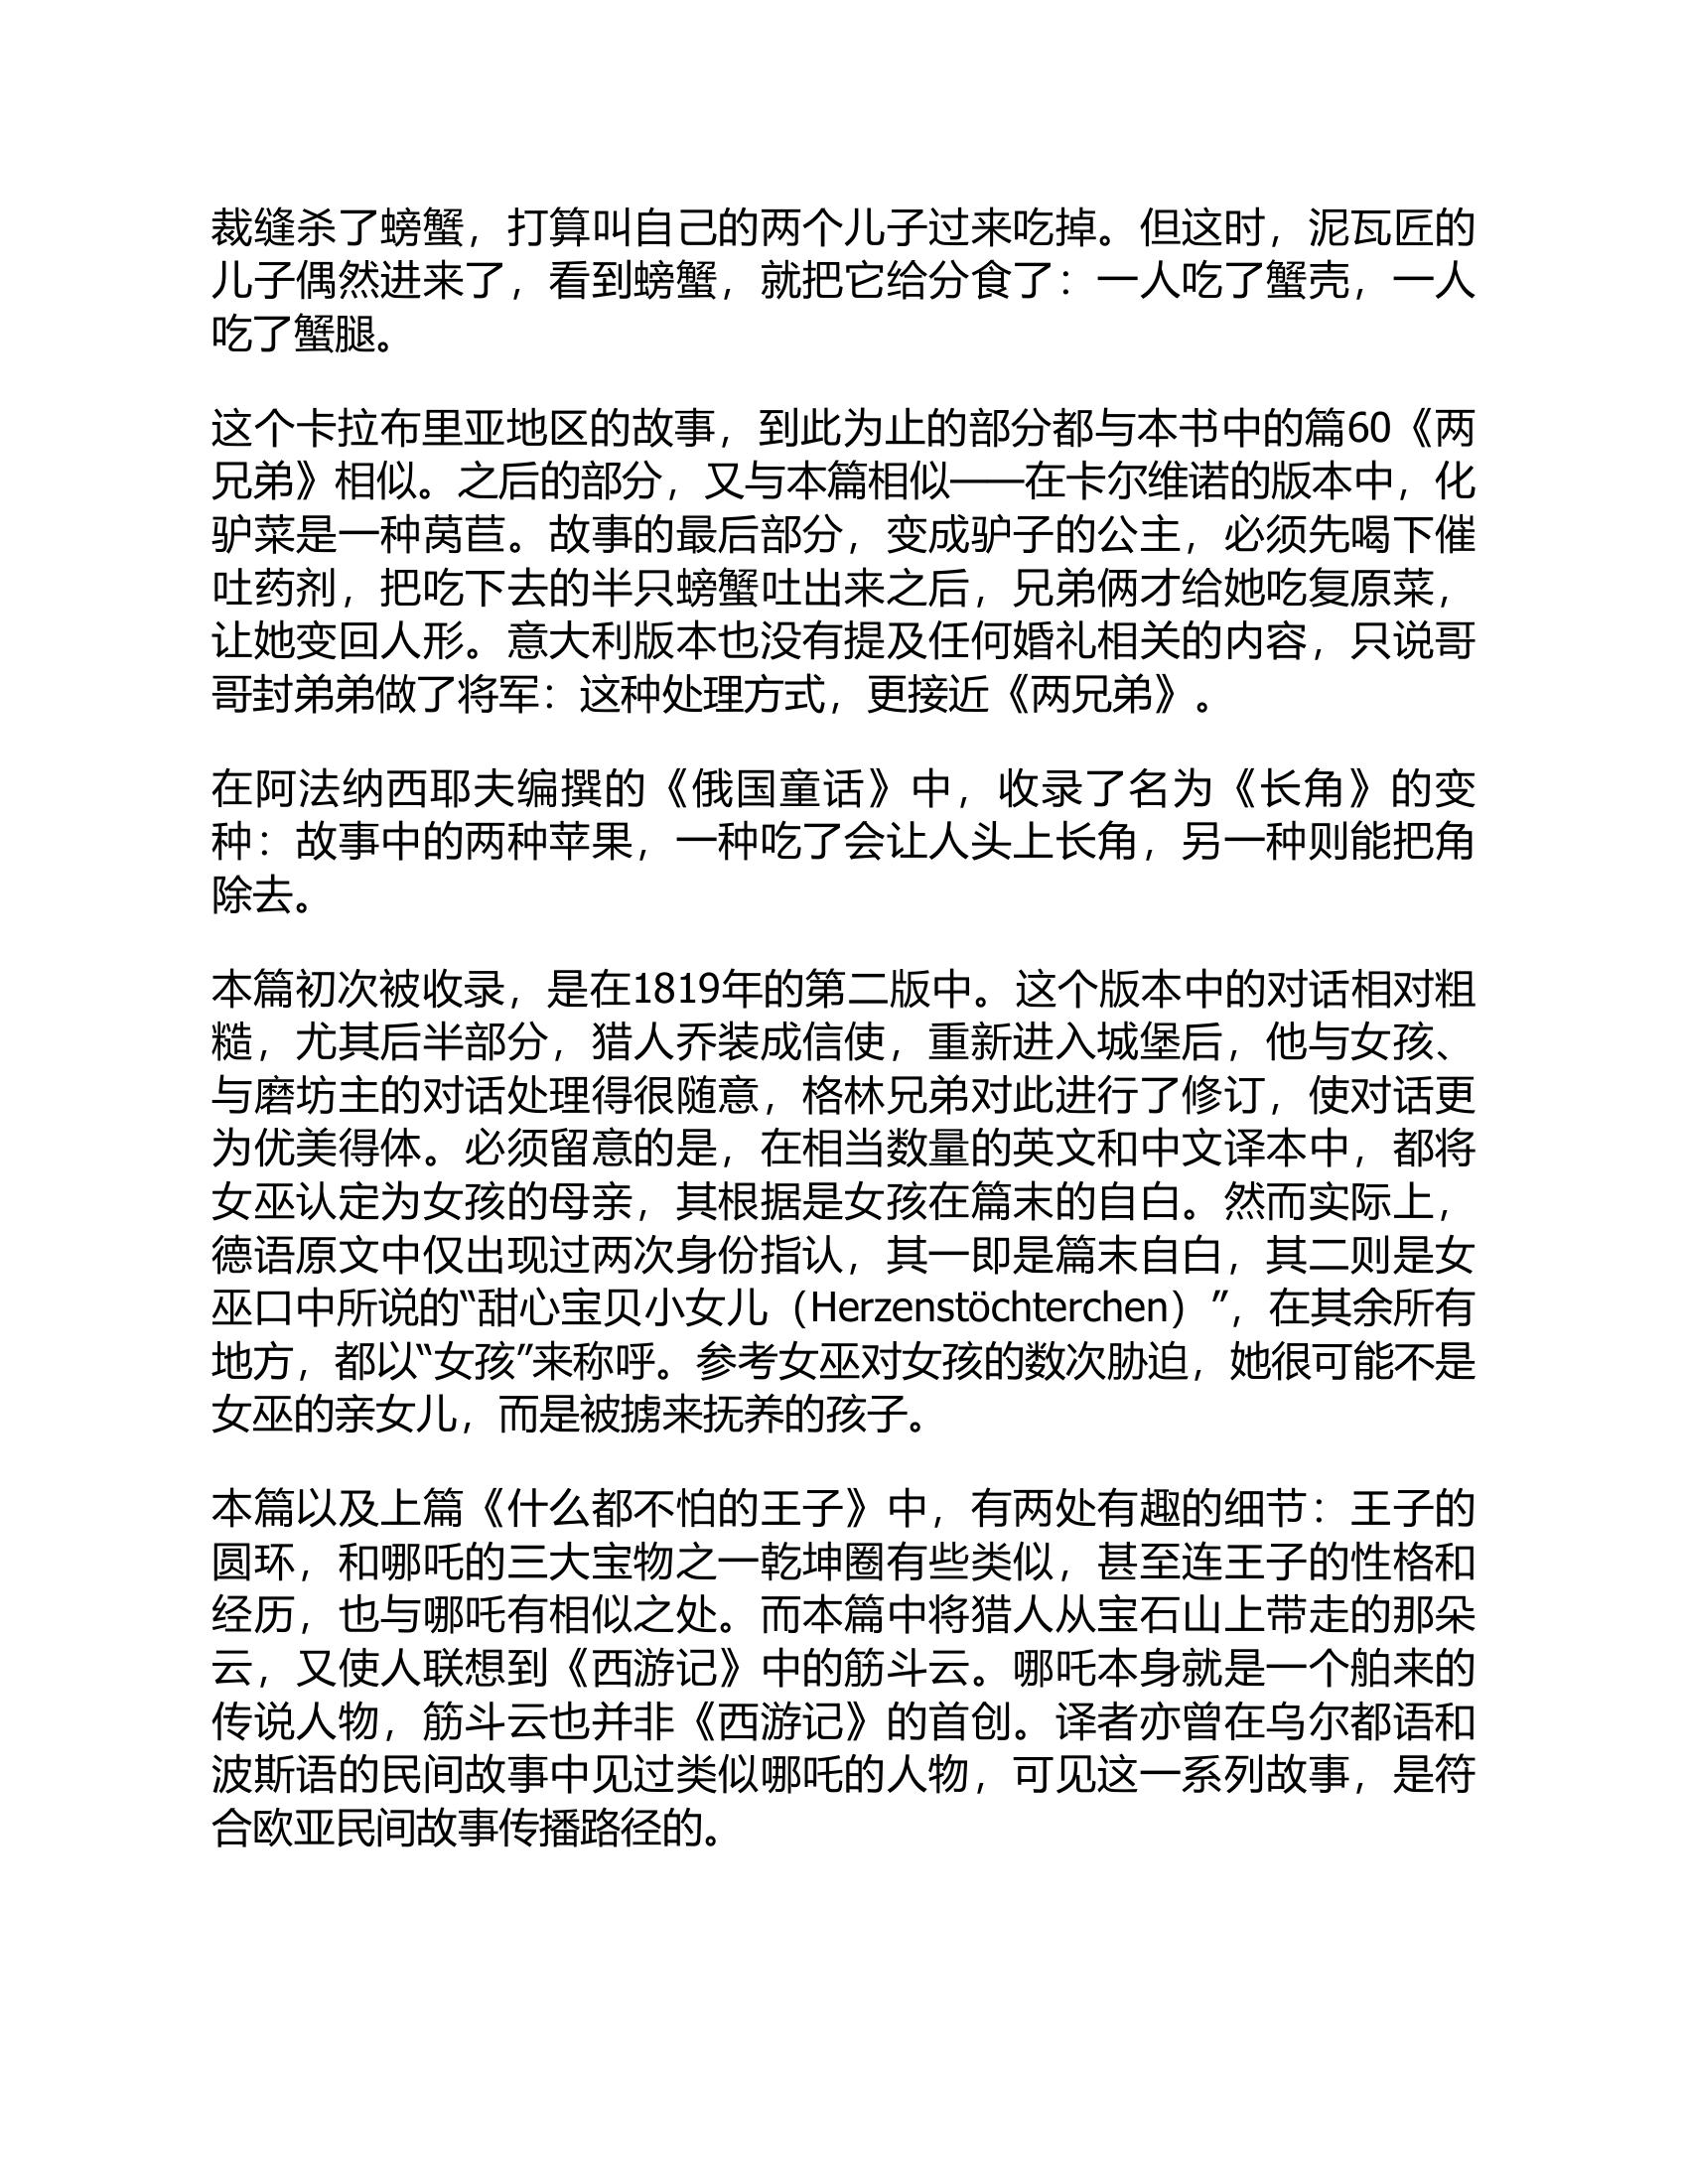 裁缝杀了螃蟹，打算叫自己的两个儿子过来吃掉。但这时，泥瓦匠的
儿子偶然进来了，看到螃蟹，就把它给分食了：一人吃了蟹壳，一人
吃了蟹腿。
这个卡拉布里亚地区的故事，到此为止的部分都与本书中的篇60《两
兄弟》相似。之后的部分，又与本篇相似——在卡尔维诺的版本中，化
驴菜是一种莴苣。故事的最后部分，变成驴子的公主，必须先喝下催
吐药剂，把吃下去的半只螃蟹吐出来之后，兄弟俩才给她吃复原菜，
让她变回人形。意大利版本也没有提及任何婚礼相关的内容，只说哥
哥封弟弟做了将军：这种处理方式，更接近《两兄弟》。
在阿法纳西耶夫编撰的《俄国童话》中，收录了名为《长角》的变
种：故事中的两种苹果，一种吃了会让人头上长角，另一种则能把角
除去。
本篇初次被收录，是在1819年的第二版中。这个版本中的对话相对粗
糙，尤其后半部分，猎人乔装成信使，重新进入城堡后，他与女孩、
与磨坊主的对话处理得很随意，格林兄弟对此进行了修订，使对话更
为优美得体。必须留意的是，在相当数量的英文和中文译本中，都将
女巫认定为女孩的母亲，其根据是女孩在篇末的自白。然而实际上，
德语原文中仅出现过两次身份指认，其一即是篇末自白，其二则是女
巫口中所说的“甜心宝贝小女儿（Herzenstöchterchen）”，在其余所有
地方，都以“女孩”来称呼。参考女巫对女孩的数次胁迫，她很可能不是
女巫的亲女儿，而是被掳来抚养的孩子。
本篇以及上篇《什么都不怕的王子》中，有两处有趣的细节：王子的
圆环，和哪吒的三大宝物之一乾坤圈有些类似，甚至连王子的性格和
经历，也与哪吒有相似之处。而本篇中将猎人从宝石山上带走的那朵
云，又使人联想到《西游记》中的筋斗云。哪吒本身就是一个舶来的
传说人物，筋斗云也并非《西游记》的首创。译者亦曾在乌尔都语和
波斯语的民间故事中见过类似哪吒的人物，可见这一系列故事，是符
合欧亚民间故事传播路径的。